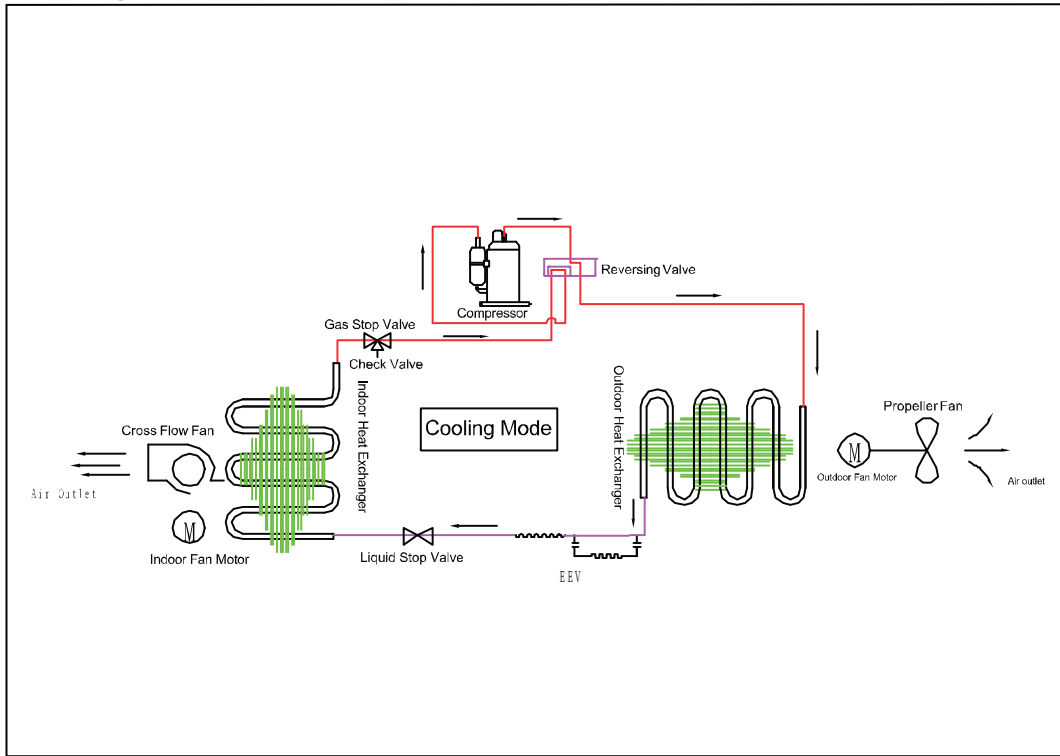 Reversing Valve
Compressor
Gas Stop Valve
Check Valve
Indoor Heat Exchanger
Outdoor Heat Exchanger
Cooling Mode
Propeller Fan
Cross Flow Fan
M
Outdoor Fan Motor
Air outlet
Air Outlet
M
Indoor Fan Motor
Liquid Stop Valve
EEV